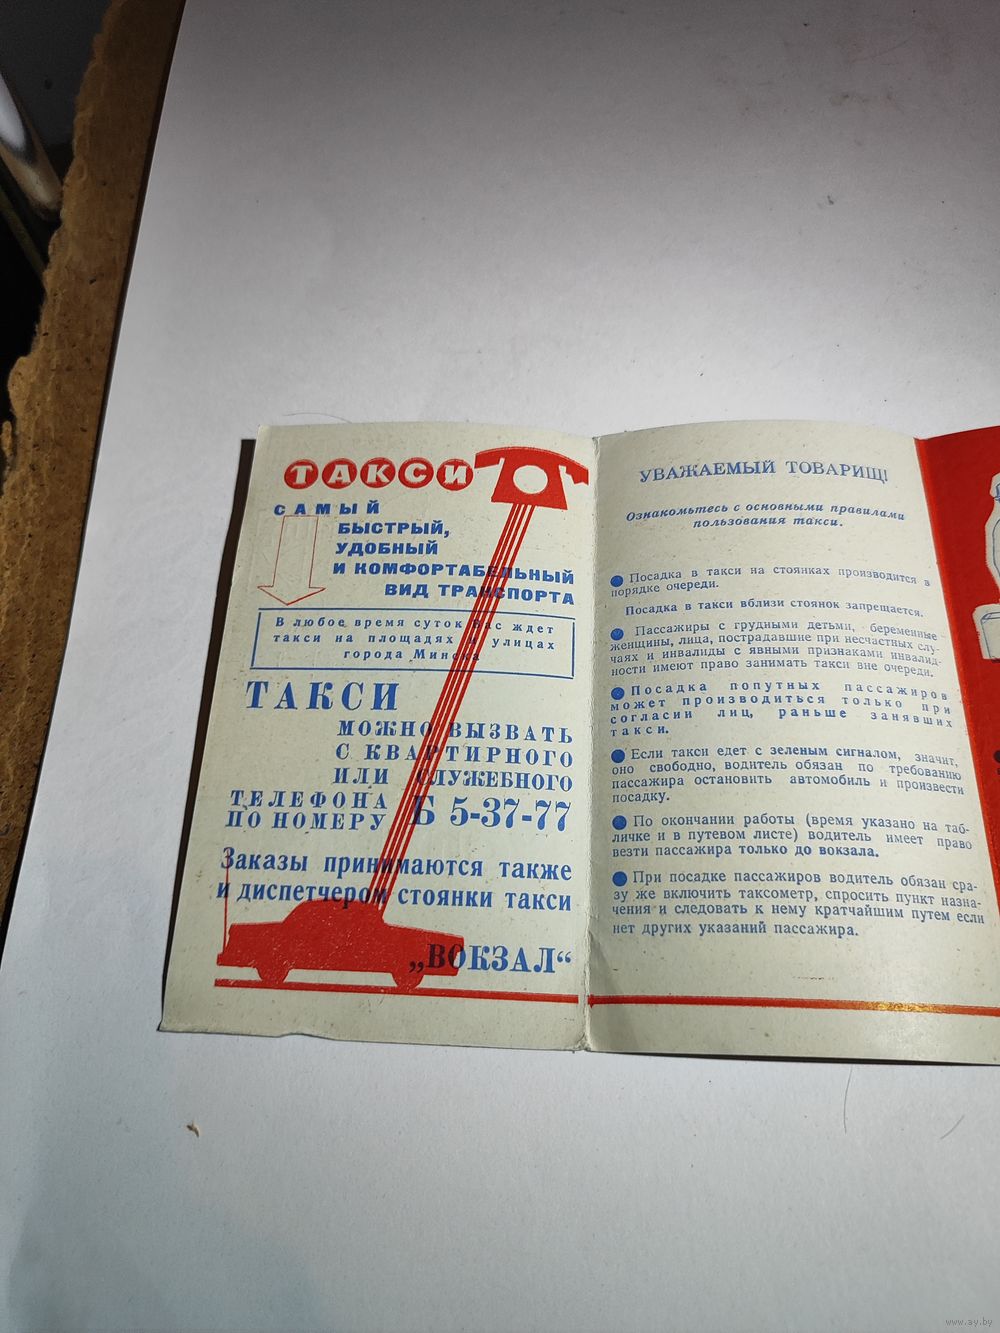 ТАКСИ
САМЫЙ
БЫСТРЫЙ,
УДОБНЫЙ
И КОМФОРТАБЕЛЬНЫЙ
ВИД ТРАНСПОРТА
В любое время суток Вас ждет
такси на площадях и улицах
города Минска
ТАКСИ
МОЖНО ВЫЗВАТЬ
С КВАРТИРНОГО
ИЛИ СЛУЖЕБНОГО
ТЕЛЕФОНА
ПО НОМЕРУ Б 5-37-77
Заказы принимаются также
и диспетчером стоянки такси
„ВОКЗАЛ“
УВАЖАЕМЫЙ ТОВАРИЩ!
Ознакомьтесь с основными правилами
пользования такси.
Посадка в такси на стоянках производится в
порядке очереди.
Посадка в такси вблизи стоянок запрещается.
Пассажиры с грудными детьми, беременные
женщины, лица, пострадавшие при несчастных слу-
чаях и инвалиды с явными признаками инвалид-
ности имеют право занимать такси вне очереди.
Посадка попутных пассажиров
может производиться только при
согласии лиц, раньше занявших
такси.
Если такси едет с зеленым сигналом, значит,
оно свободно, водитель обязан по требованию
пассажира остановить автомобиль и произвести
посадку.
По окончании работы (время указано на таб-
личке и в путевом листе) водитель имеет право
везти пассажира только до вокзала.
При посадке пассажиров водитель обязан сра-
зу же включить таксометр, спросить пункт назна-
чения и следовать к нему кратчайшим путем если
нет других указаний пассажира.
www.ay.by